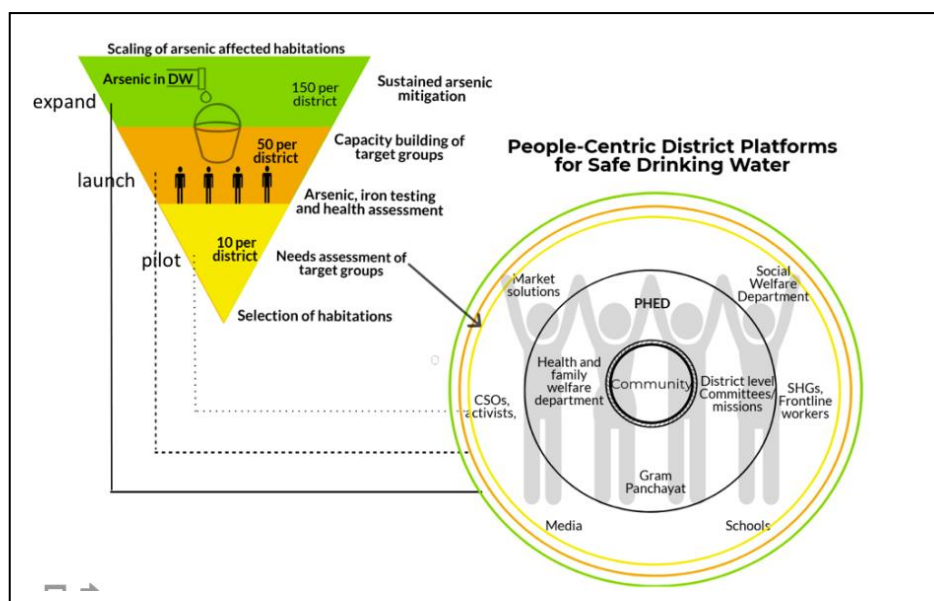 Scaling of arsenic affected habitations
Arsenic in DW
150 per
district
Sustained arsenic
mitigation
expand
50 per
district
Capacity building of
target groups
launch
Arsenic, iron testing
and health assessment
10 per
district
pilot
Needs assessment of
target groups
Selection of habitations
People-Centric District Platforms
for Safe Drinking Water
Market
solutions
Social
Welfare
Department
PHED
Health and
family
welfare
department
Community
District level
Committees/
missions
CSOs,
activists,
SHGs,
Frontline
workers
Gram
Panchayat
Media
Schools